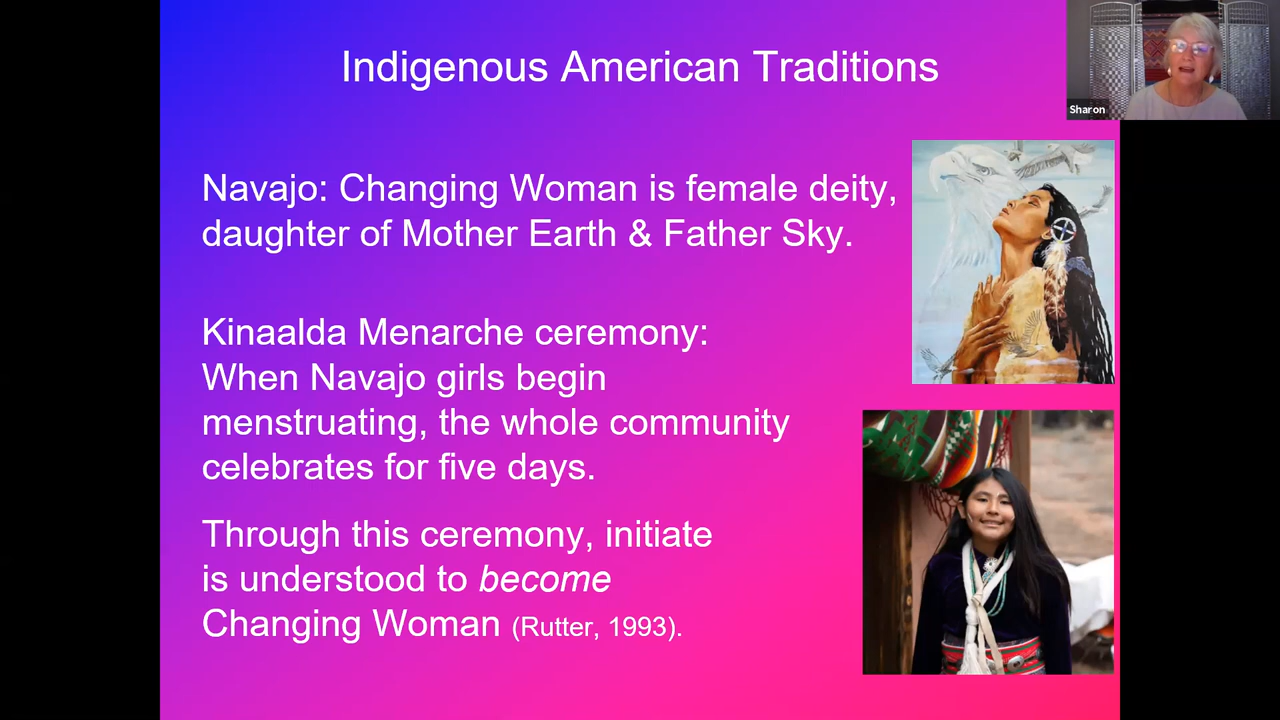 Indigenous American Traditions
Sharon
Navajo: Changing Woman is female deity,
daughter of Mother Earth & Father Sky.
Kinaalda Menarche ceremony:
When Navajo girls begin
menstruating, the whole community
celebrates for five days.
Through this ceremony, initiate
is understood to become
Changing Woman (Rutter, 1993).